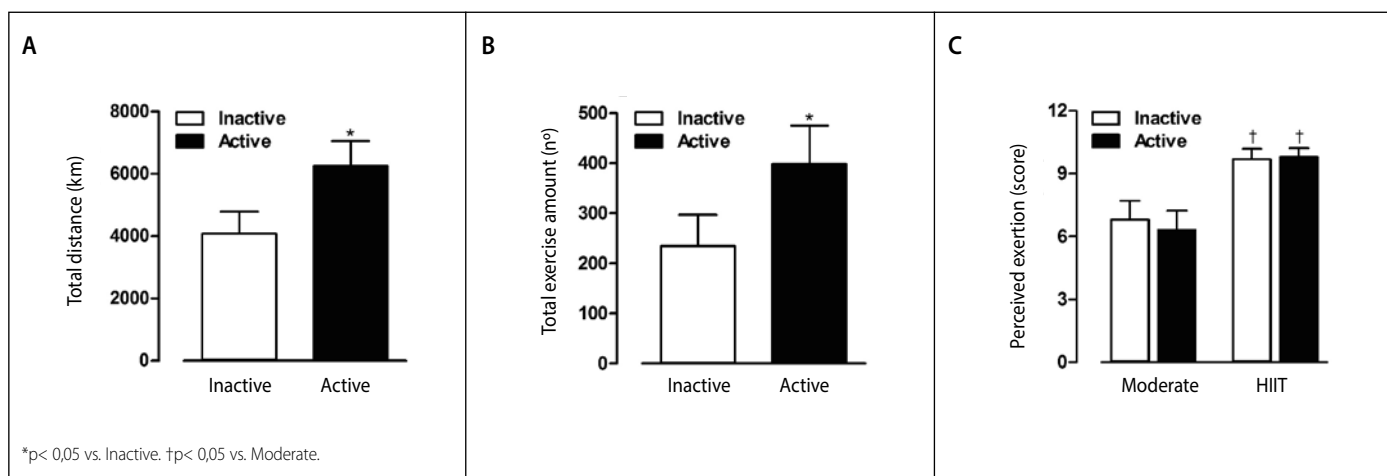 A
Total distance (km)
8000
6000
4000
2000
0
Inactive
Active
*
Inactive
Active
*p< 0,05 vs. Inactive. †p< 0,05 vs. Moderate.
B
Total exercise amount (nº)
500
400
300
200
100
0
Inactive
Active
*
Inactive
Active
C
Perceived exertion (score)
12
9
6
3
0
Inactive
Active
† †
Moderate
HIIT